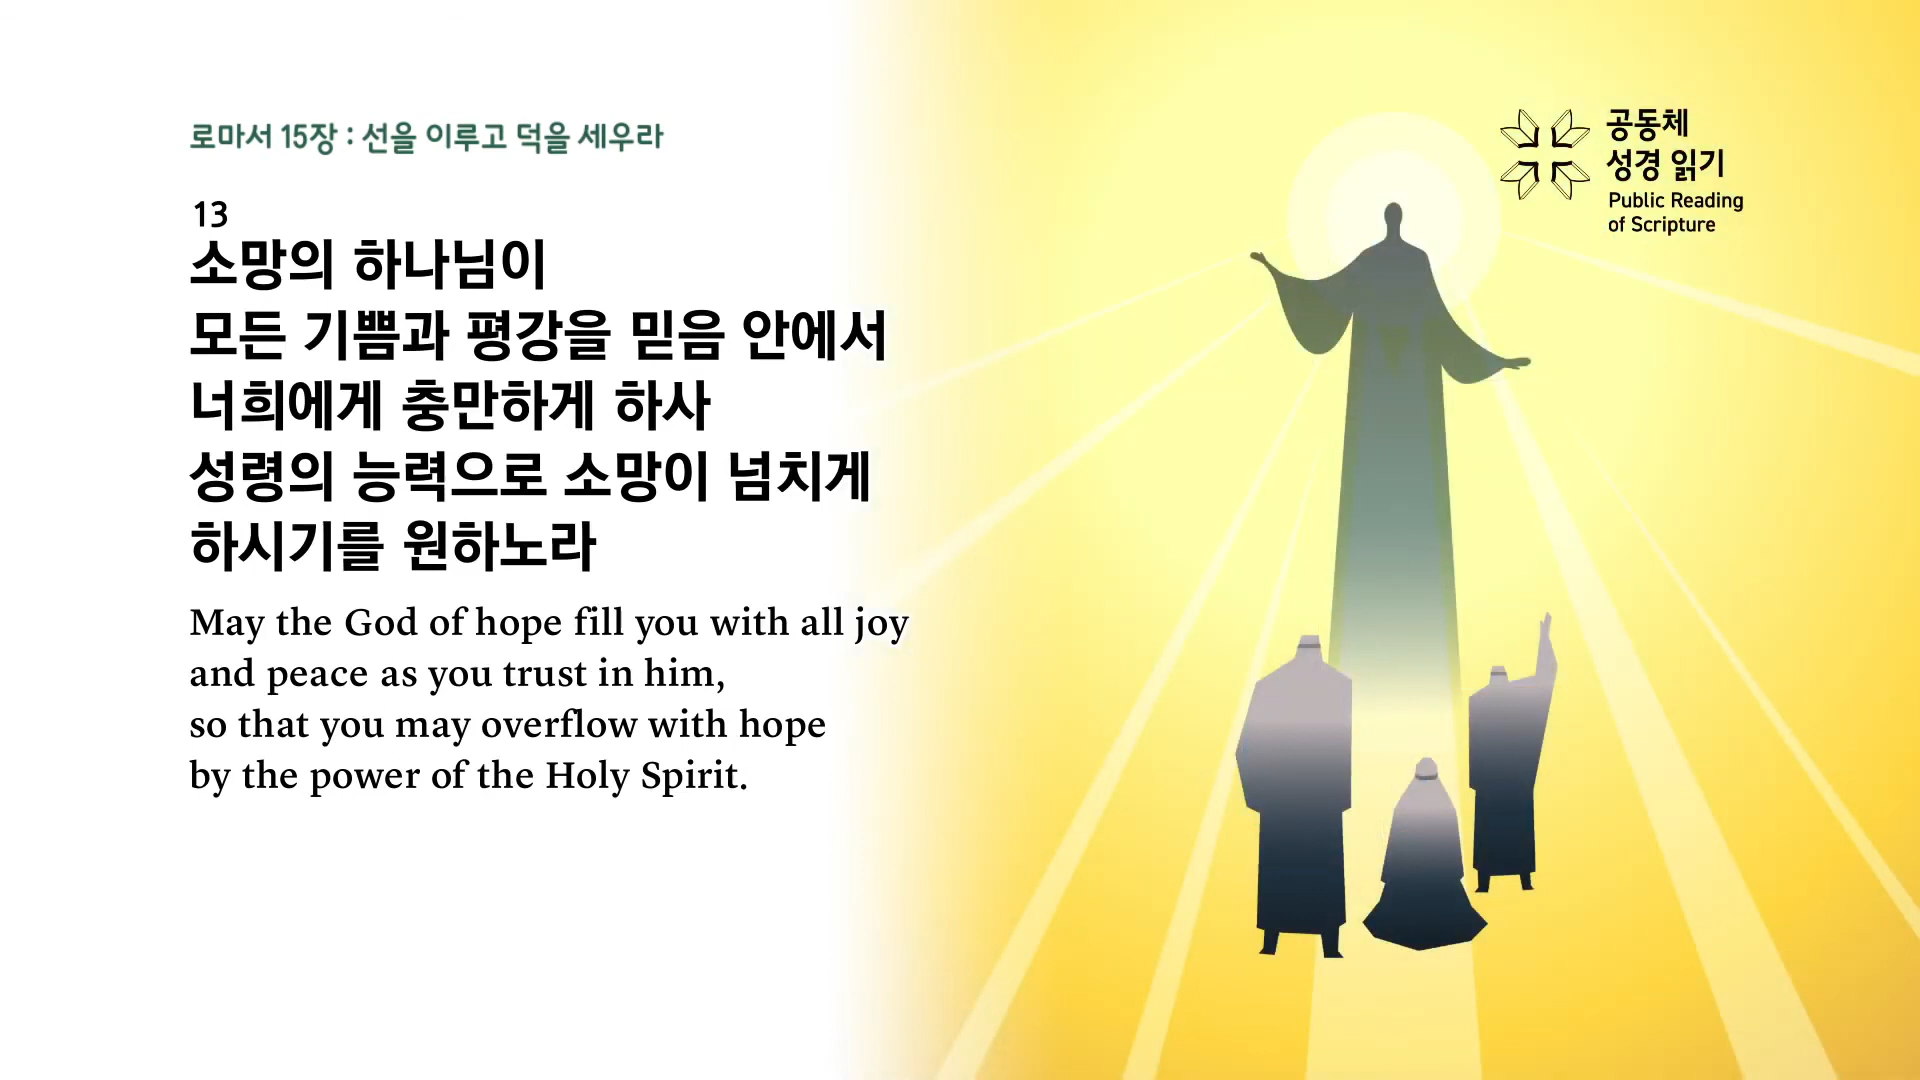 로마서 15장 : 선을 이루고 덕을 세우라
13
소망의 하나님이
모든 기쁨과 평강을 믿음 안에서
너희에게 충만하게 하사
성령의 능력으로 소망이 넘치게
하시기를 원하노라
May the God of hope fill you with all joy
and peace as you trust in him,
so that you may overflow with hope
by the power of the Holy Spirit.
공동체
성경 읽기
Public Reading
of Scripture